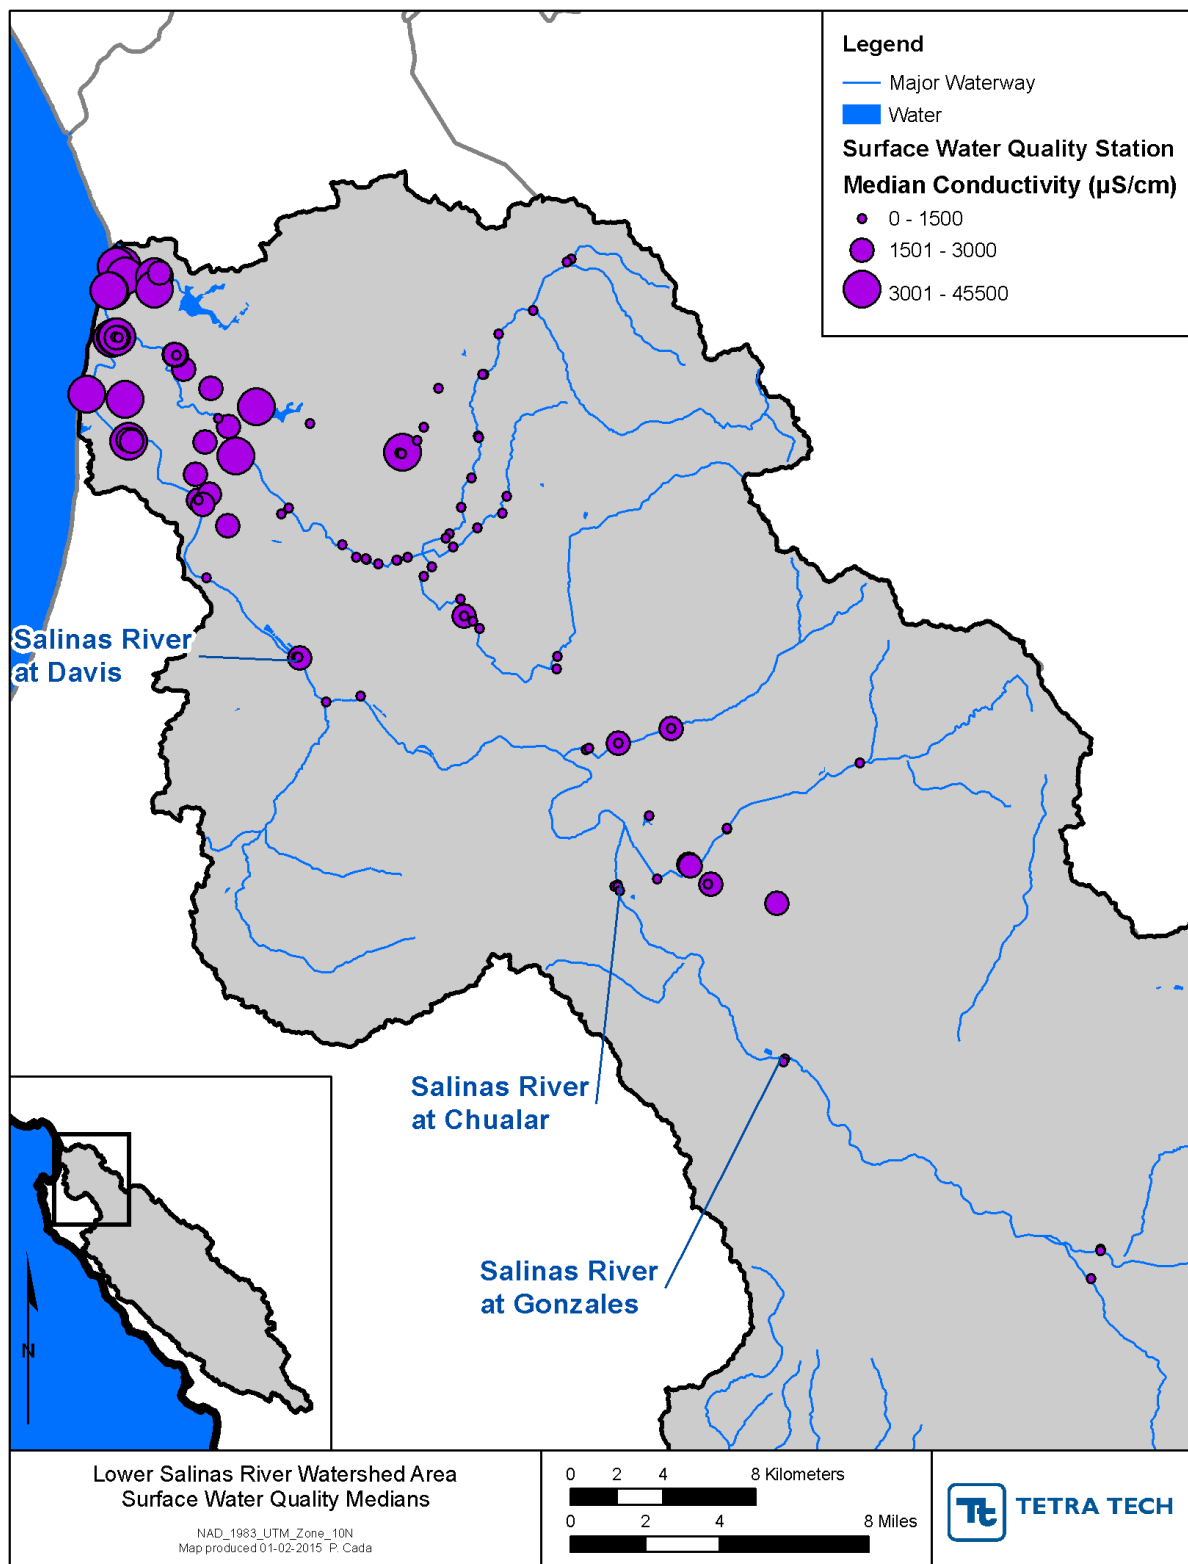 Legend
Major Waterway
Water
Surface Water Quality Station
Median Conductivity (µS/cm)
0 - 1500
1501 - 3000
3001 - 45500
Salinas River
at Davis
Salinas River
at Chualar
Salinas River
at Gonzales
N
Lower Salinas River Watershed Area
Surface Water Quality Medians
NAD_1983_UTM_Zone_10N
Map produced 01-02-2015 P. Cada
0 2 4 8 Kilometers
0 2 4 8 Miles
Tt TETRA TECH